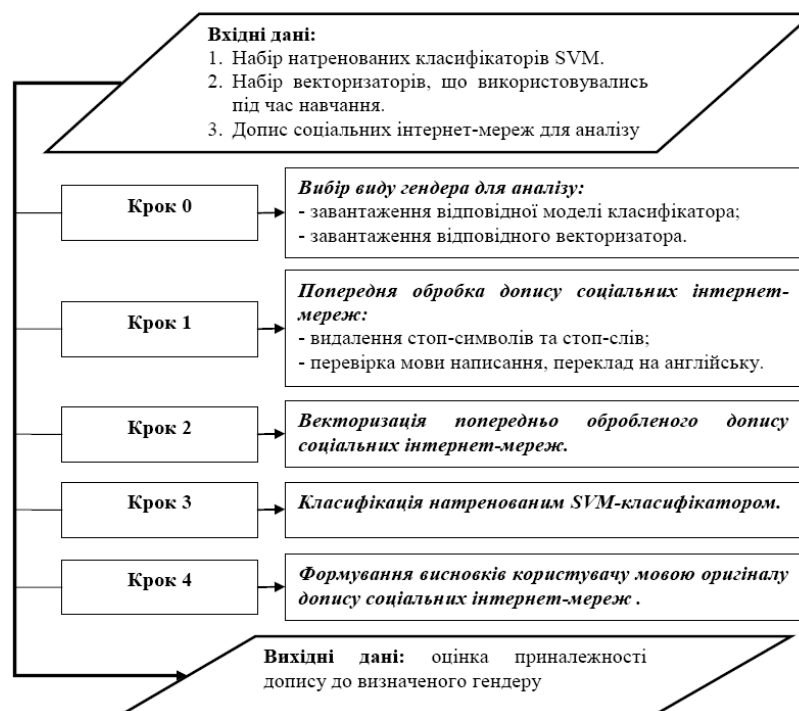 Вхідні дані:
1. Набір натренованих класифікаторів SVM.
2. Набір векторизаторів, що використовувались
під час навчання.
3. Допис соціальних інтернет-мереж для аналізу
Крок 0
Вибір виду гендера для аналізу:
- завантаження відповідної моделі класифікатора;
- завантаження відповідного векторизатора.
Крок 1
Попередня обробка допису соціальних інтернет-
мереж:
- видалення стоп-символів та стоп-слів;
- перевірка мови написання, переклад на англійську.
Крок 2
Векторизація попередньо обробленого допису
соціальних інтернет-мереж.
Крок 3
Класифікація натренованим SVM-класифікатором.
Крок 4
Формування висновків користувачу мовою оригіналу
допису соціальних інтернет-мереж .
Вихідні дані: оцінка приналежності
допису до визначеного гендеру